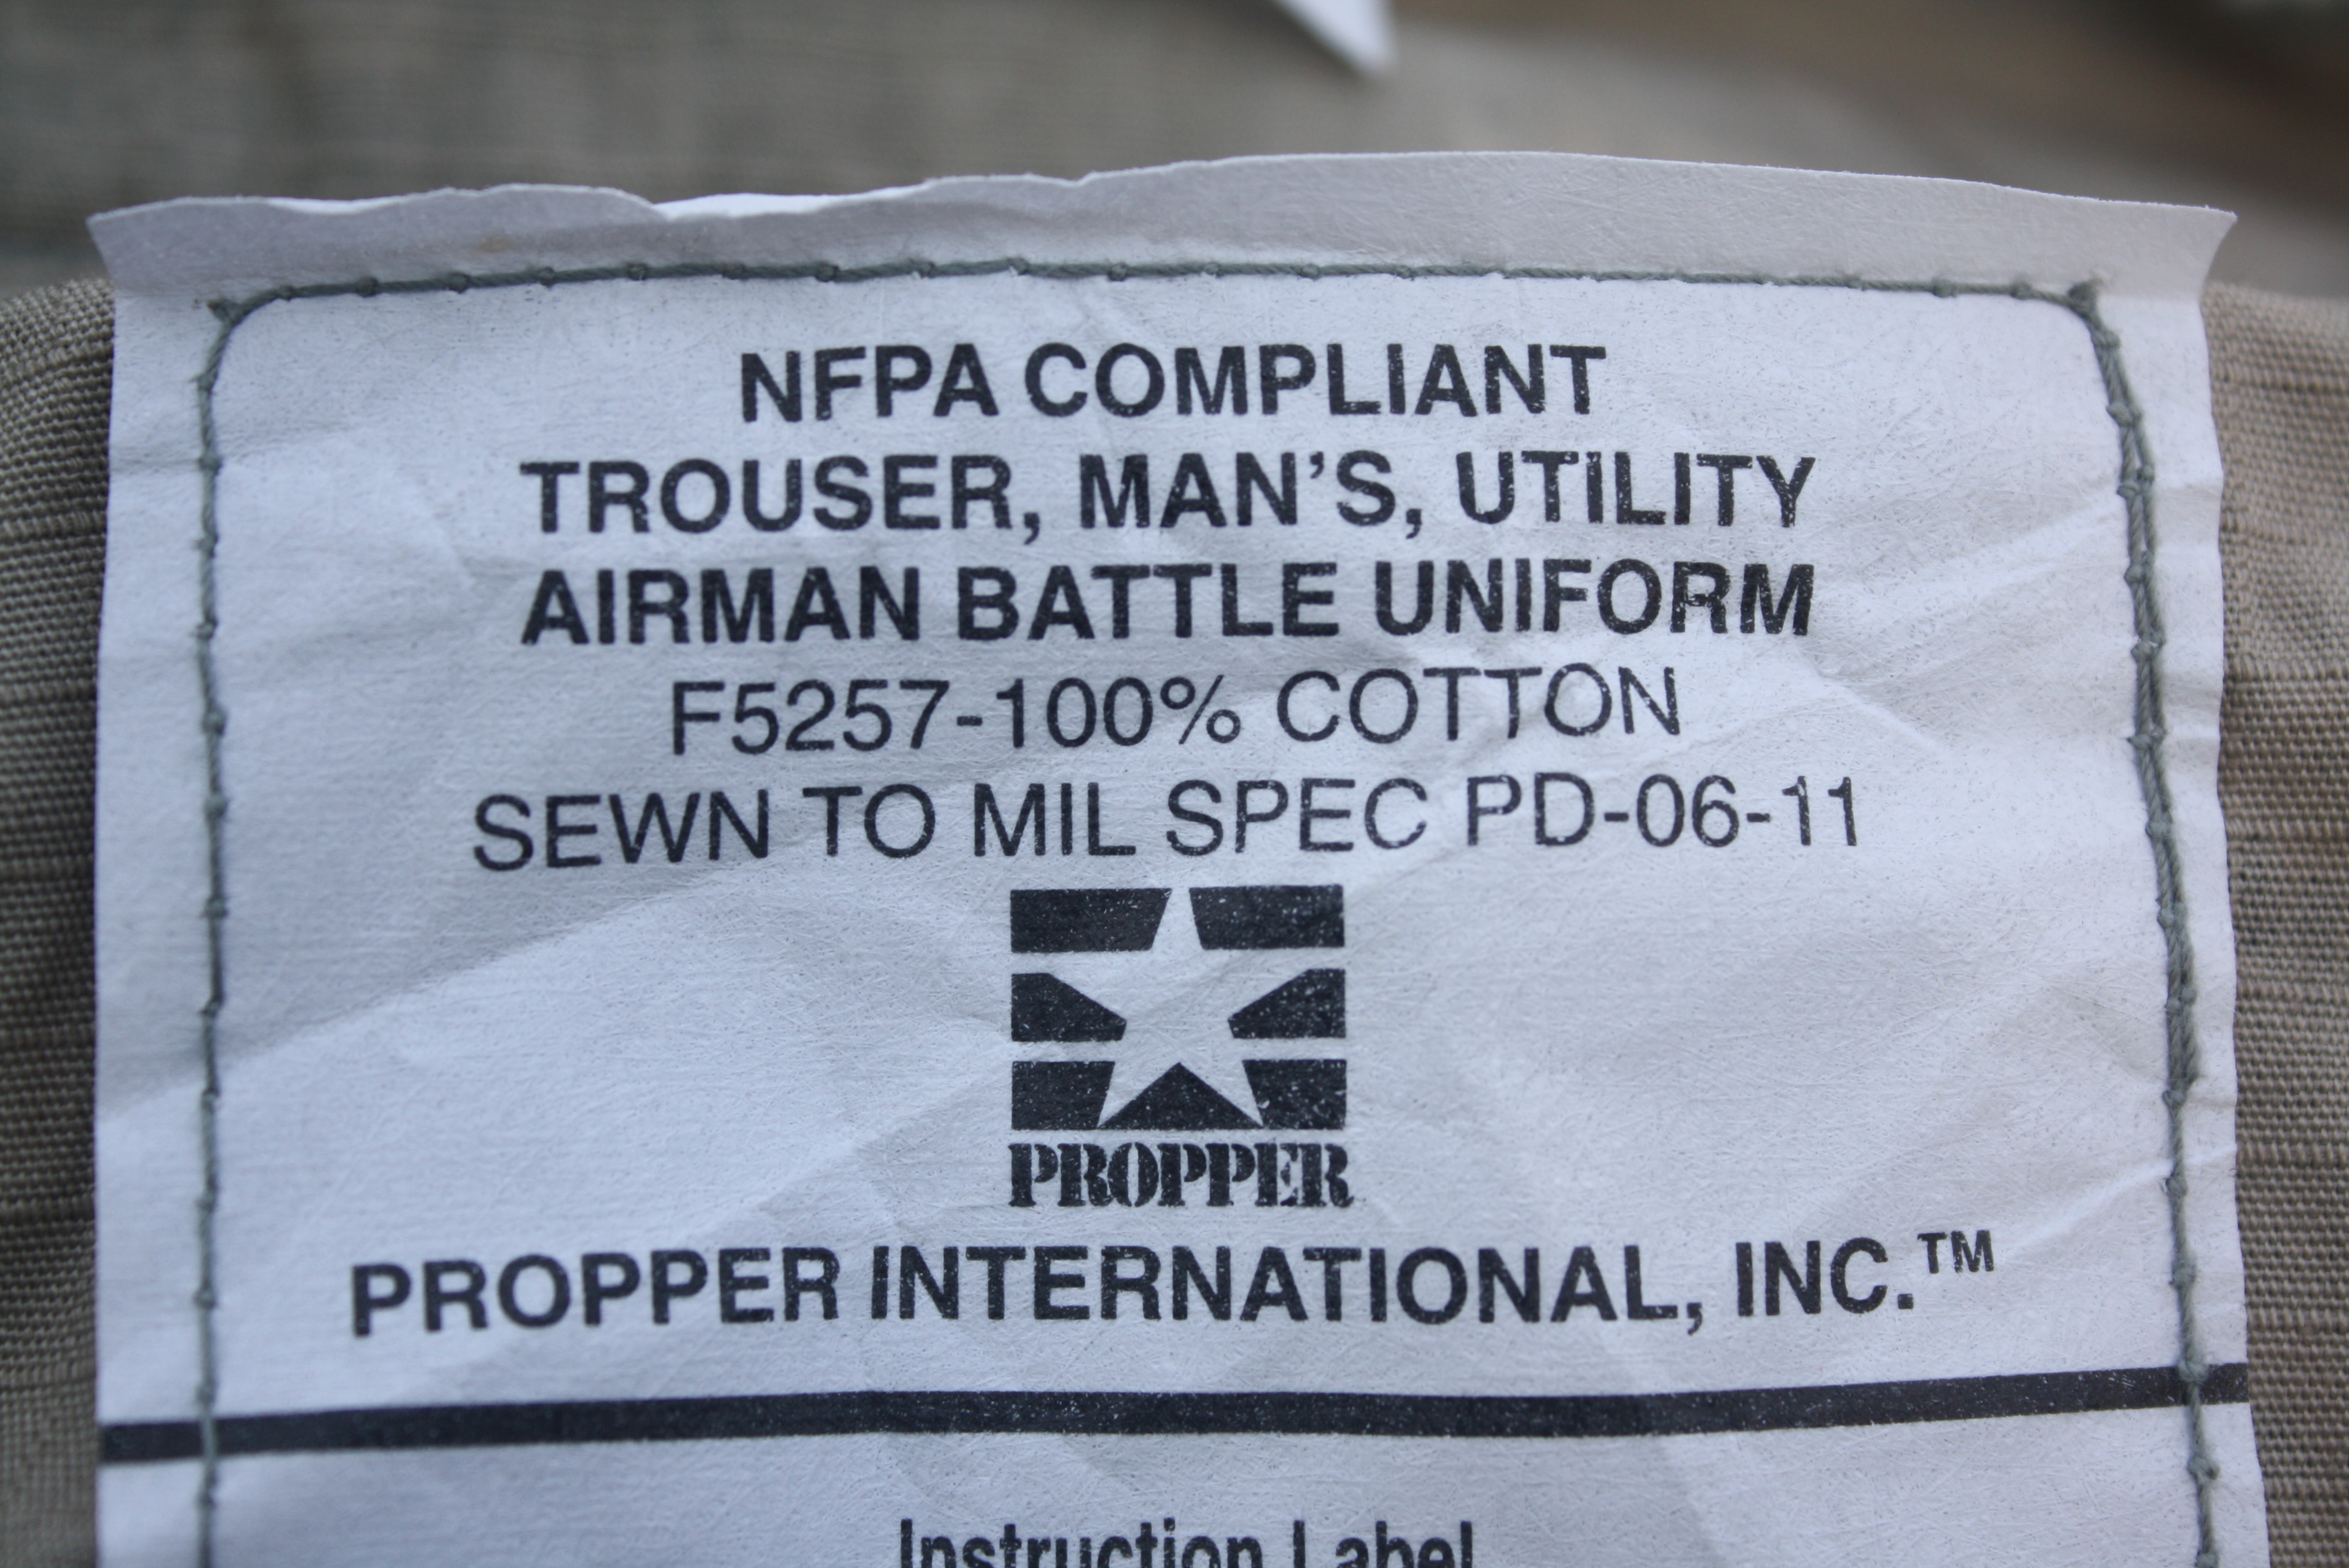 NFPA COMPLIANT
TROUSER, MAN'S, UTILITY
AIRMAN BATTLE UNIFORM
F5257-100% COTTON
SEWN TO MIL SPEC PD-06-11
PROPPER
PROPPER INTERNATIONAL, INC.™
Instruction Label